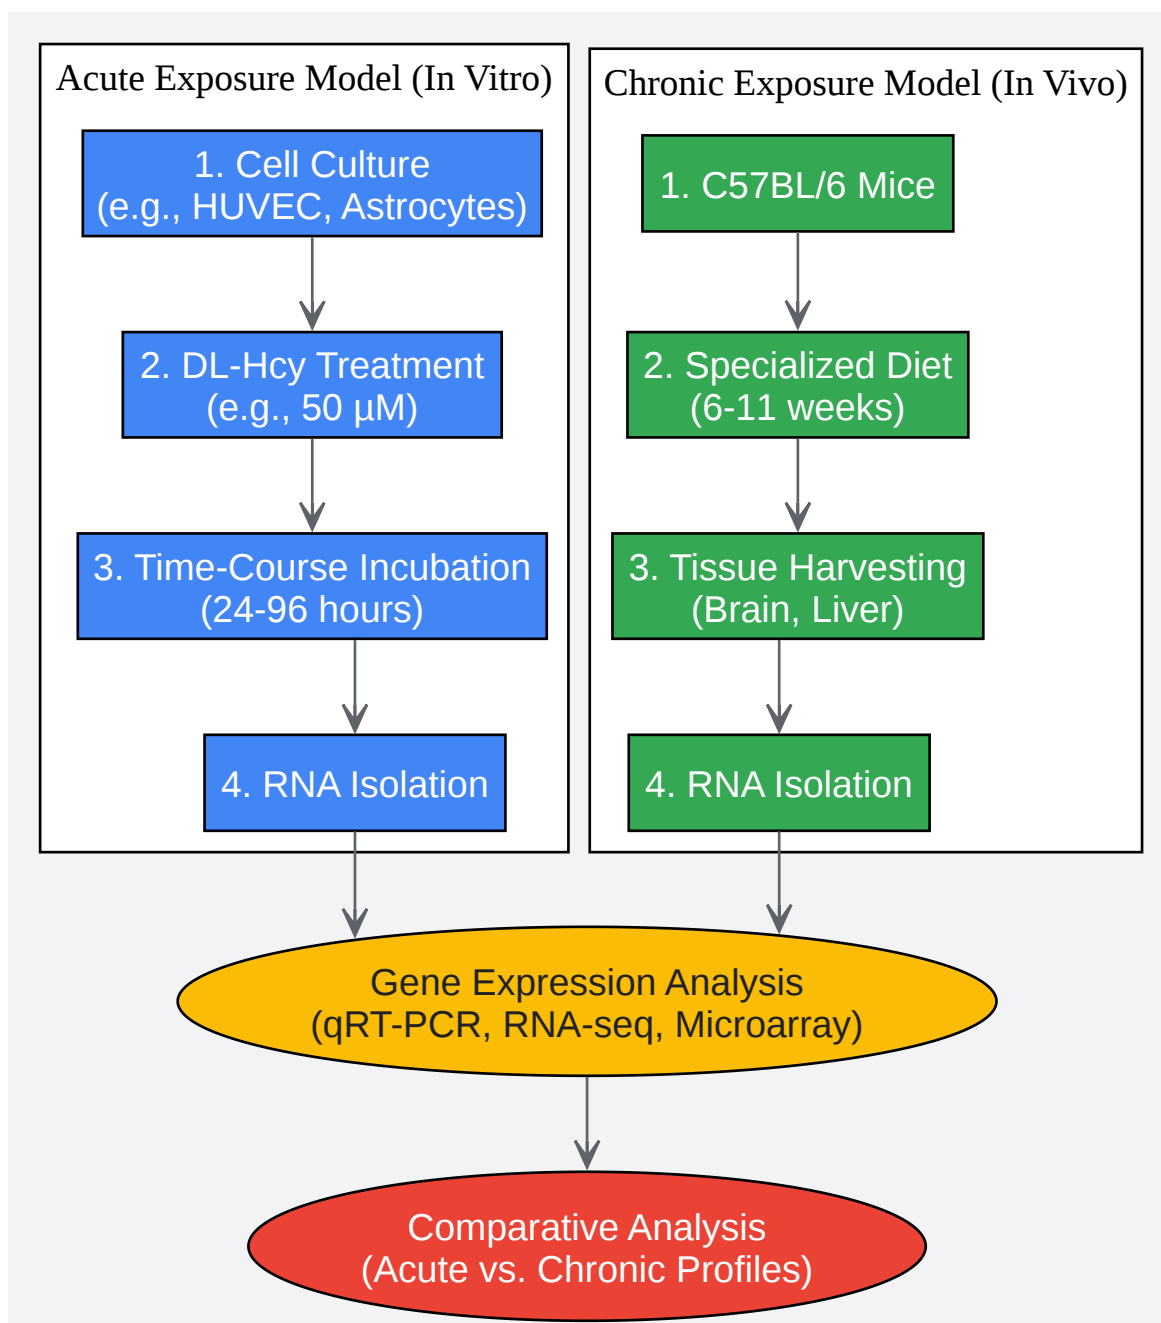 Acute Exposure Model (In Vitro)
1. Cell Culture
(e.g., HUVEC, Astrocytes)
2. DL-Hcy Treatment
(e.g., 50 µM)
3. Time-Course Incubation
(24-96 hours)
4. RNA Isolation
Chronic Exposure Model (In Vivo)
1. C57BL/6 Mice
2. Specialized Diet
(6-11 weeks)
3. Tissue Harvesting
(Brain, Liver)
4. RNA Isolation
Gene Expression Analysis
(qRT-PCR, RNA-seq, Microarray)
Comparative Analysis
(Acute vs. Chronic Profiles)